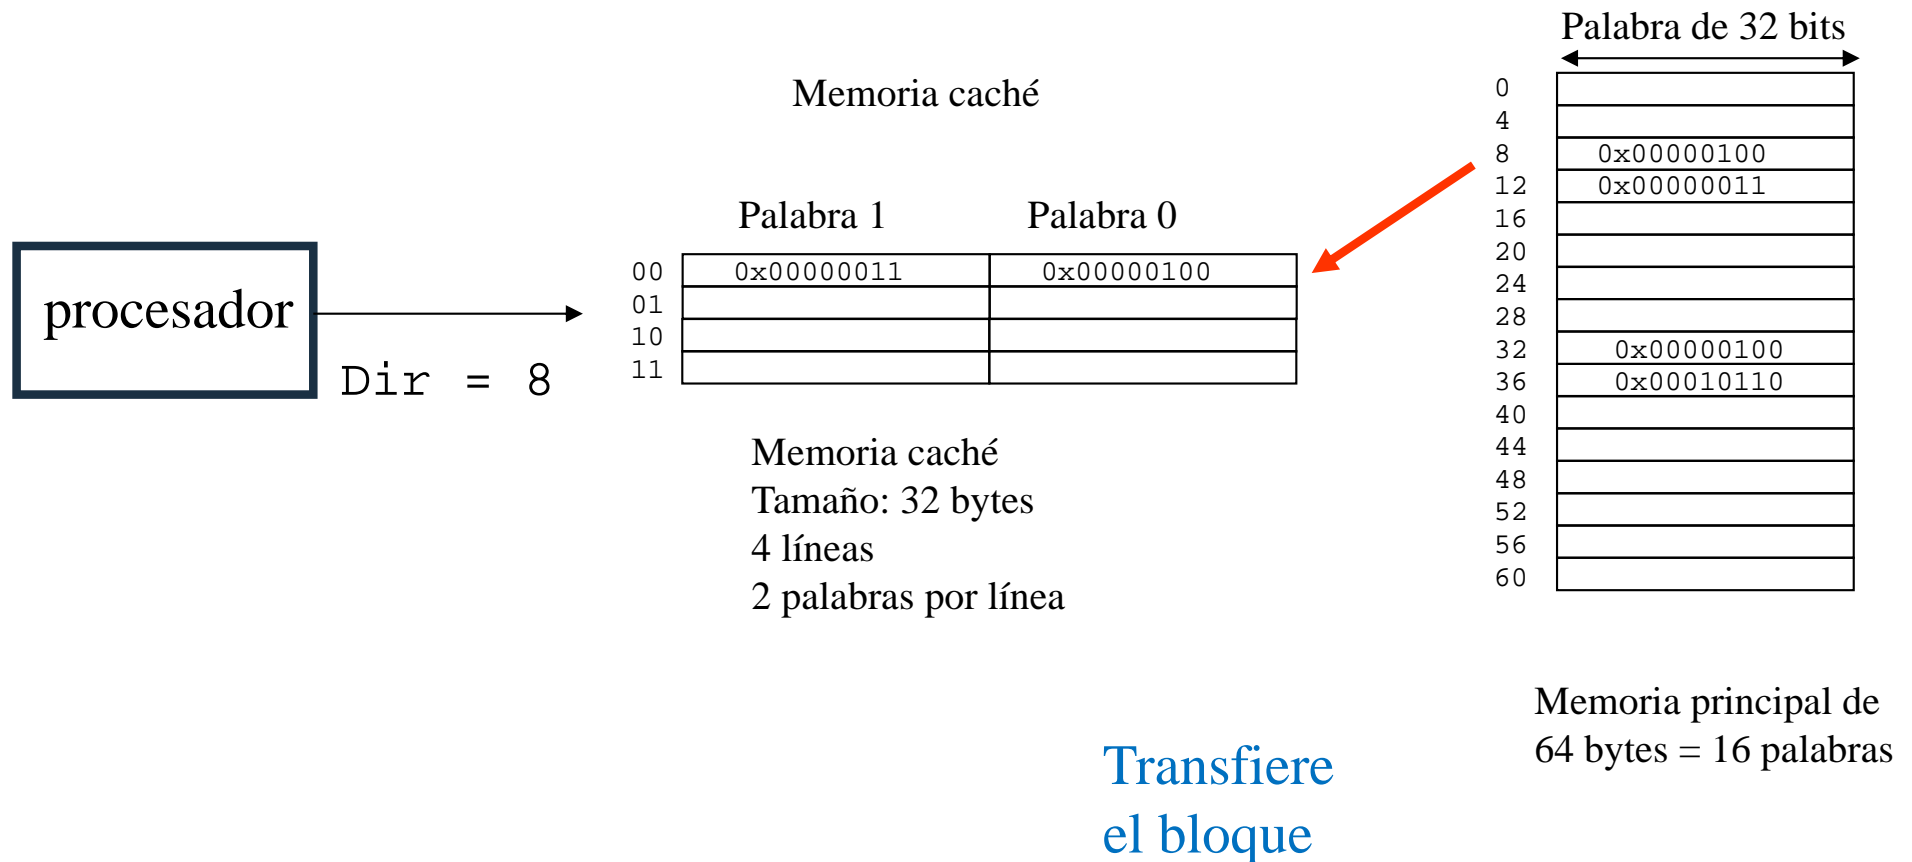 Palabra de 32 bits
Memoria caché
Palabra 1 Palabra 0
00 0x00000011 0x00000100
01
10
11
procesador
Dir = 8
Memoria caché
Tamaño: 32 bytes
4 líneas
2 palabras por línea
0
4
8 0x00000100
12 0x00000011
16
20
24
28
32 0x00000100
36 0x00010110
40
44
48
52
56
60
Memoria principal de
64 bytes = 16 palabras
Transfiere
el bloque